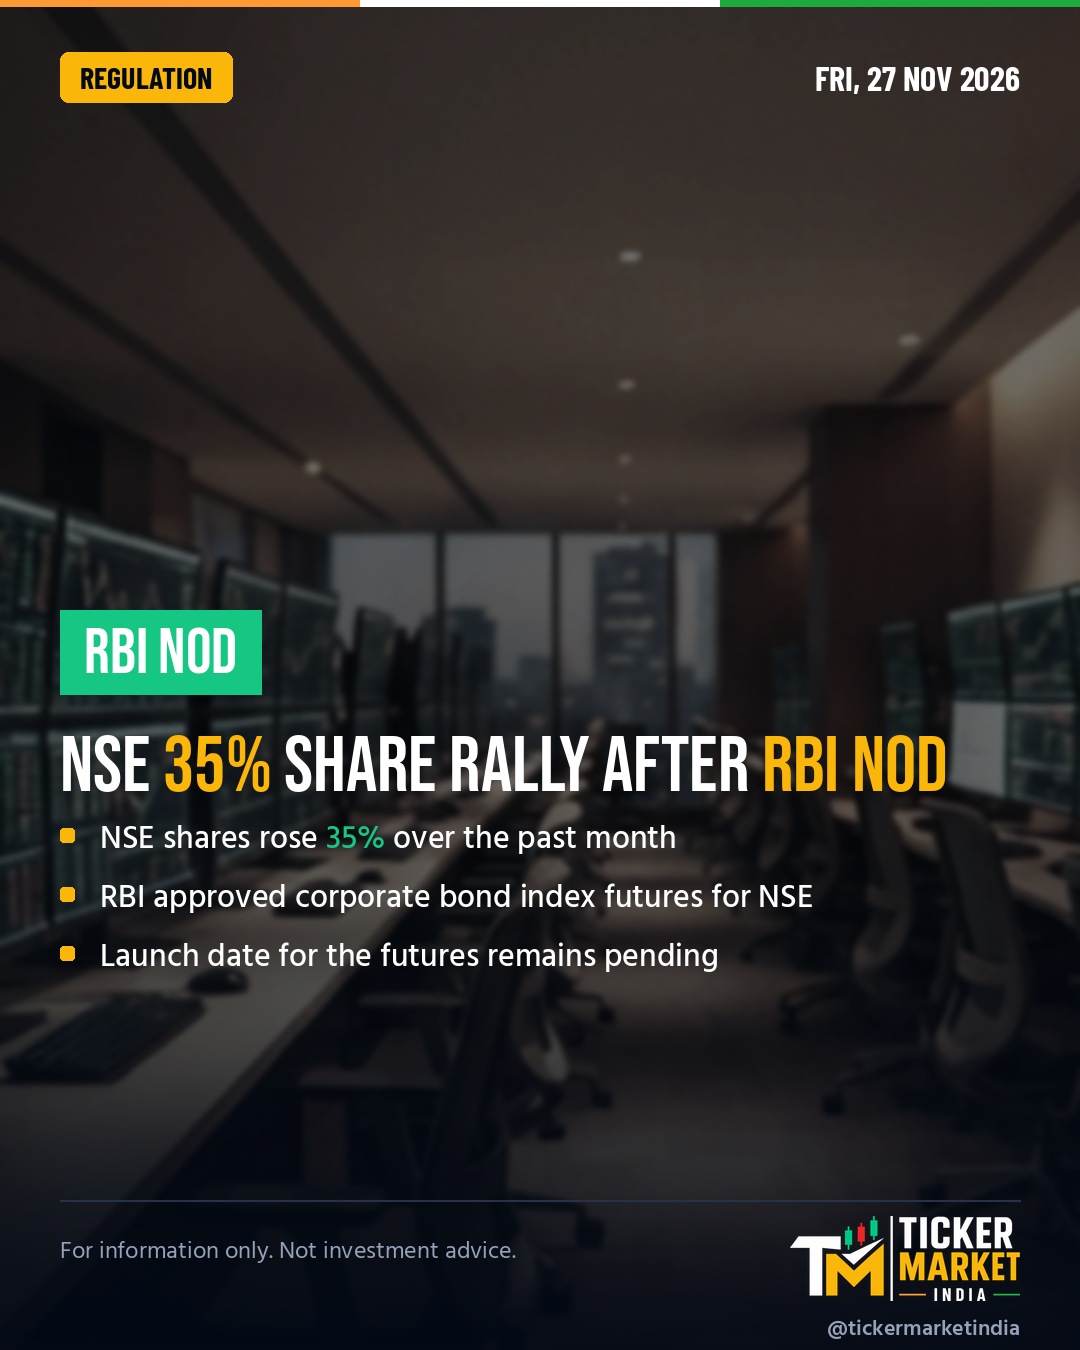 REGULATION
FRI, 27 NOV 2026
RBI NOD
NSE 35% SHARE RALLY AFTER RBI NOD
NSE shares rose 35% over the past month
RBI approved corporate bond index futures for NSE
Launch date for the futures remains pending
For information only. Not investment advice.
TM
TICKER
MARKET
INDIA
@tickermarketindia